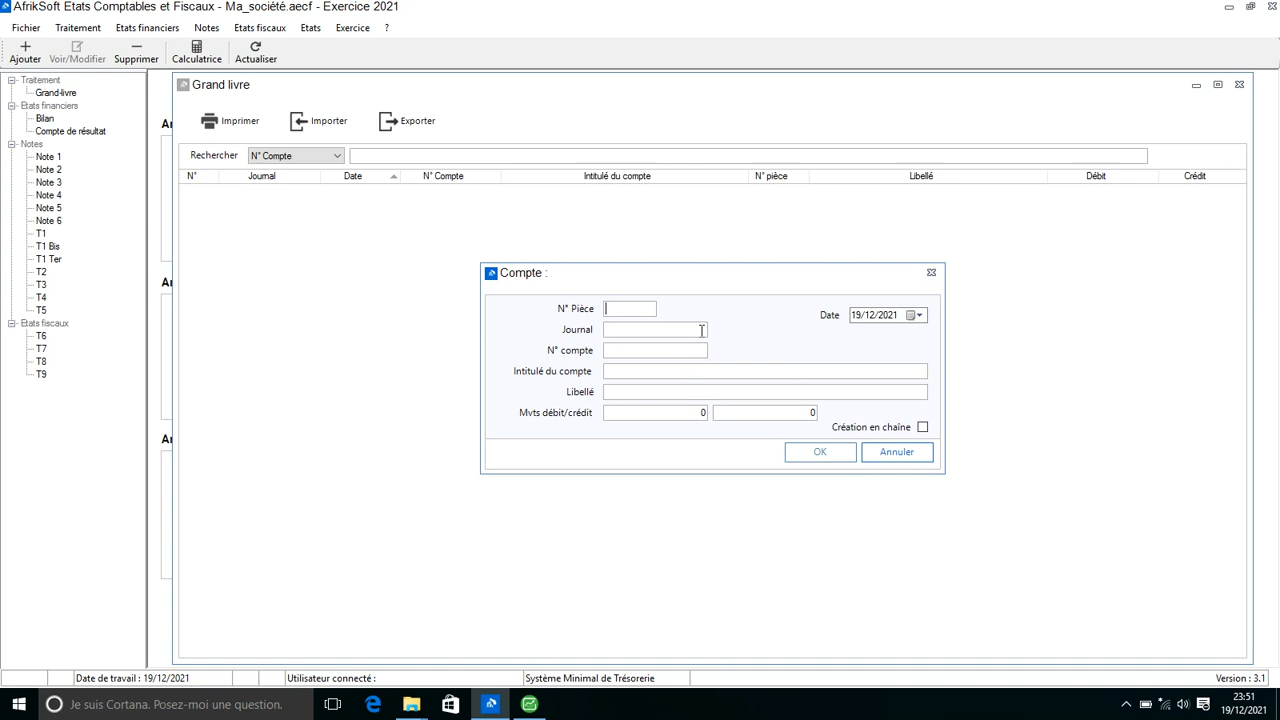 AfrikSoft Etats Comptables et Fiscaux - Ma_société.aecf - Exercice 2021
Fichier Traitement Etats financiers Notes Etats fiscaux Etats Exercice ?
Ajouter Voir/Modifier Supprimer Calculatrice Actualiser
Traitement
Grand-livre
Etats financiers
Bilan
Compte de résultat
Notes
Note 1
Note 2
Note 3
Note 4
Note 5
Note 6
T1
T1 Bis
T1 Ter
T2
T3
T4
T5
Etats fiscaux
T6
T7
T8
T9
Grand livre
Imprimer Importer Exporter
Rechercher N° Compte
N° Journal Date N° Compte Intitulé du compte N° pièce Libellé Débit Crédit
Compte :
N° Pièce
Date 19/12/2021
Journal
N° compte
Intitulé du compte
Libellé
Mvts débit/crédit 0 0
Création en chaîne
OK Annuler
Date de travail : 19/12/2021 Utilisateur connecté : Système Minimal de Trésorerie Version : 3.1
Je suis Cortana. Posez-moi une question.
23:51
19/12/2021